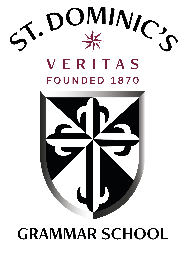 ST. DOMINIC'S
VERITAS
FOUNDED 1870
GRAMMAR SCHOOL